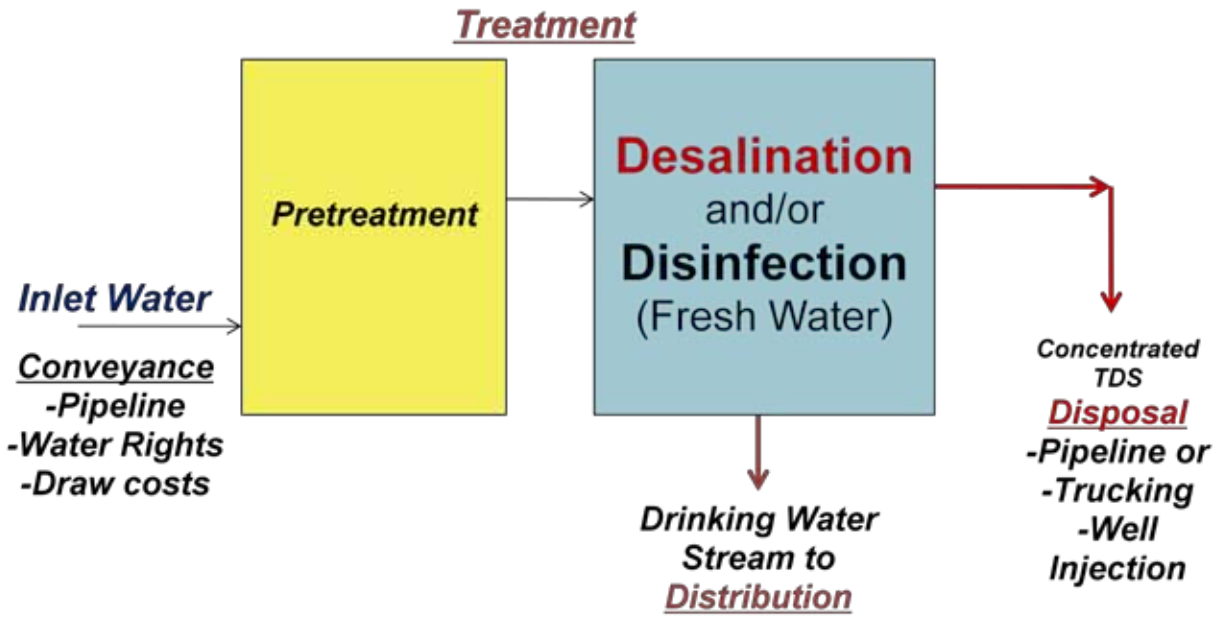 Treatment
Pretreatment
Desalination
and/or
Disinfection
(Fresh Water)
Inlet Water
Conveyance
-Pipeline
-Water Rights
-Draw costs
Drinking Water
Stream to
Distribution
Concentrated
TDS
Disposal
-Pipeline or
-Trucking
-Well
Injection